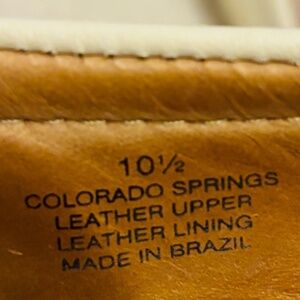 10½
COLORADO SPRINGS
LEATHER UPPER
LEATHER LINING
MADE IN BRAZIL